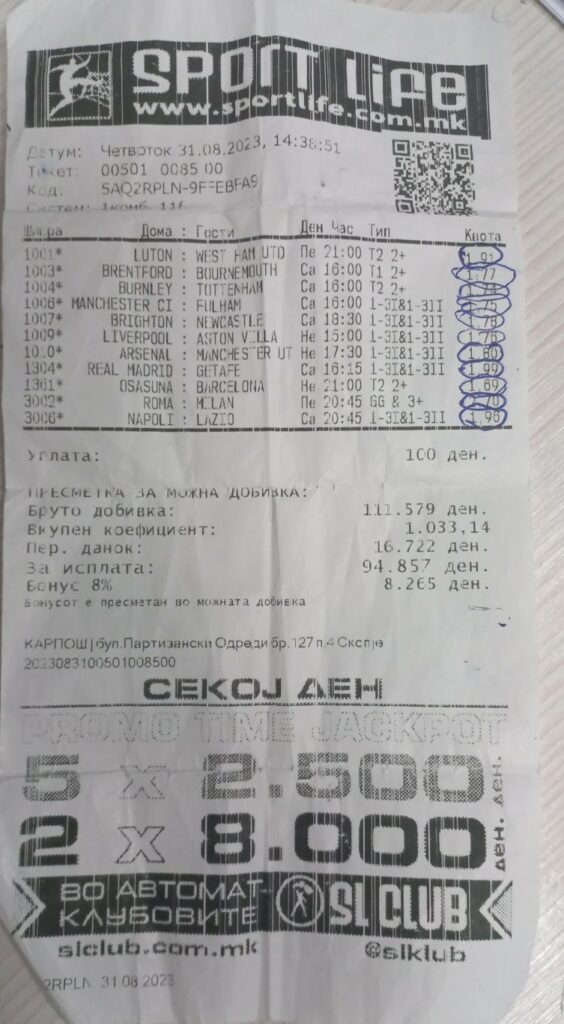 SPORT LiFe
www.sportlife.com.mk
Датум: Четврток 31.08.2023, 14:38:51
Тикет: 00501 0085 00
Код: 5AQ2RPLN-9FFEBFA9
Систем: 1комб. 11f
Шифра Дома : Гости Ден Час Тип Квота
1001* LUTON : WEST HAM UTD Пе 21:00 T2 2+ 1,91
1003* BRENTFORD : BOURNEMOUTH Са 16:00 T1 2+ 1,77
1004* BURNLEY : TOTTENHAM Са 16:00 T2 2+
1006* MANCHESTER CI : FULHAM Са 16:00 1-3I&1-3II 1,75
1007* BRIGHTON : NEWCASTLE Са 18:30 1-3I&1-3II 1,78
1009* LIVERPOOL : ASTON VILLA Не 15:00 1-3I&1-3II 1,76
1010* ARSENAL : MANCHESTER UT Не 17:30 1-3I&1-3II 1,80
1304* REAL MADRID : GETAFE Са 16:15 1-3I&1-3II 1,99
1361* OSASUNA : BARCELONA Не 21:00 T2 2+ 1,69
3002* ROMA : MILAN Пе 20:45 GG & 3+
3006* NAPOLI : LAZIO Са 20:45 1-3I&1-3II 1,96
Уплата: 100 ден.
ПРЕСМЕТКА ЗА МОЖНА ДОБИВКА:
Бруто добивка: 111.579 ден.
Вкупен коефициент: 1.033,14
Пер. данок: 16.722 ден.
За исплата: 94.857 ден.
Бонус 8% 8.265 ден.
Бонусот е пресметан во можната добивка
КАРПОШ | бул.Партизански Одреди бр.127 п.4 Скопје
2023083100501008500
СЕКОЈ ДЕН
PROMO TIME JACKPOT
5 x 2.500 ден.
2 x 8.000 ден.
ВО АВТОМАТ-
КЛУБОВИТЕ SL CLUB
slclub.com.mk @slklub
2RPLN 31.08.2023